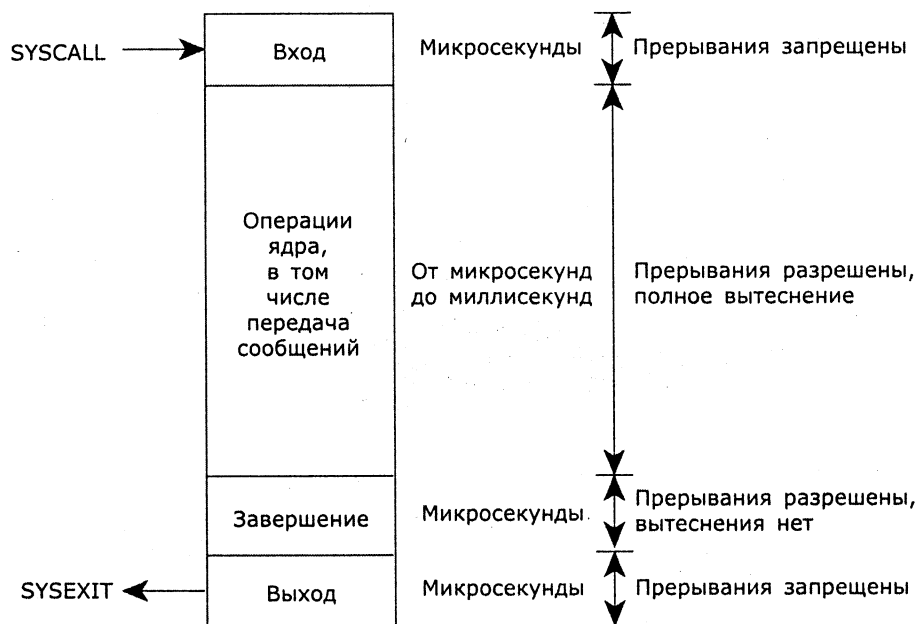 SYSCALL
Вход
Микросекунды
Прерывания запрещены
Операции
ядра,
в том
числе
передача
сообщений
От микросекунд
до миллисекунд
Прерывания разрешены,
полное вытеснение
Завершение
Микросекунды
Прерывания разрешены,
вытеснения нет
SYSEXIT
Выход
Микросекунды
Прерывания запрещены